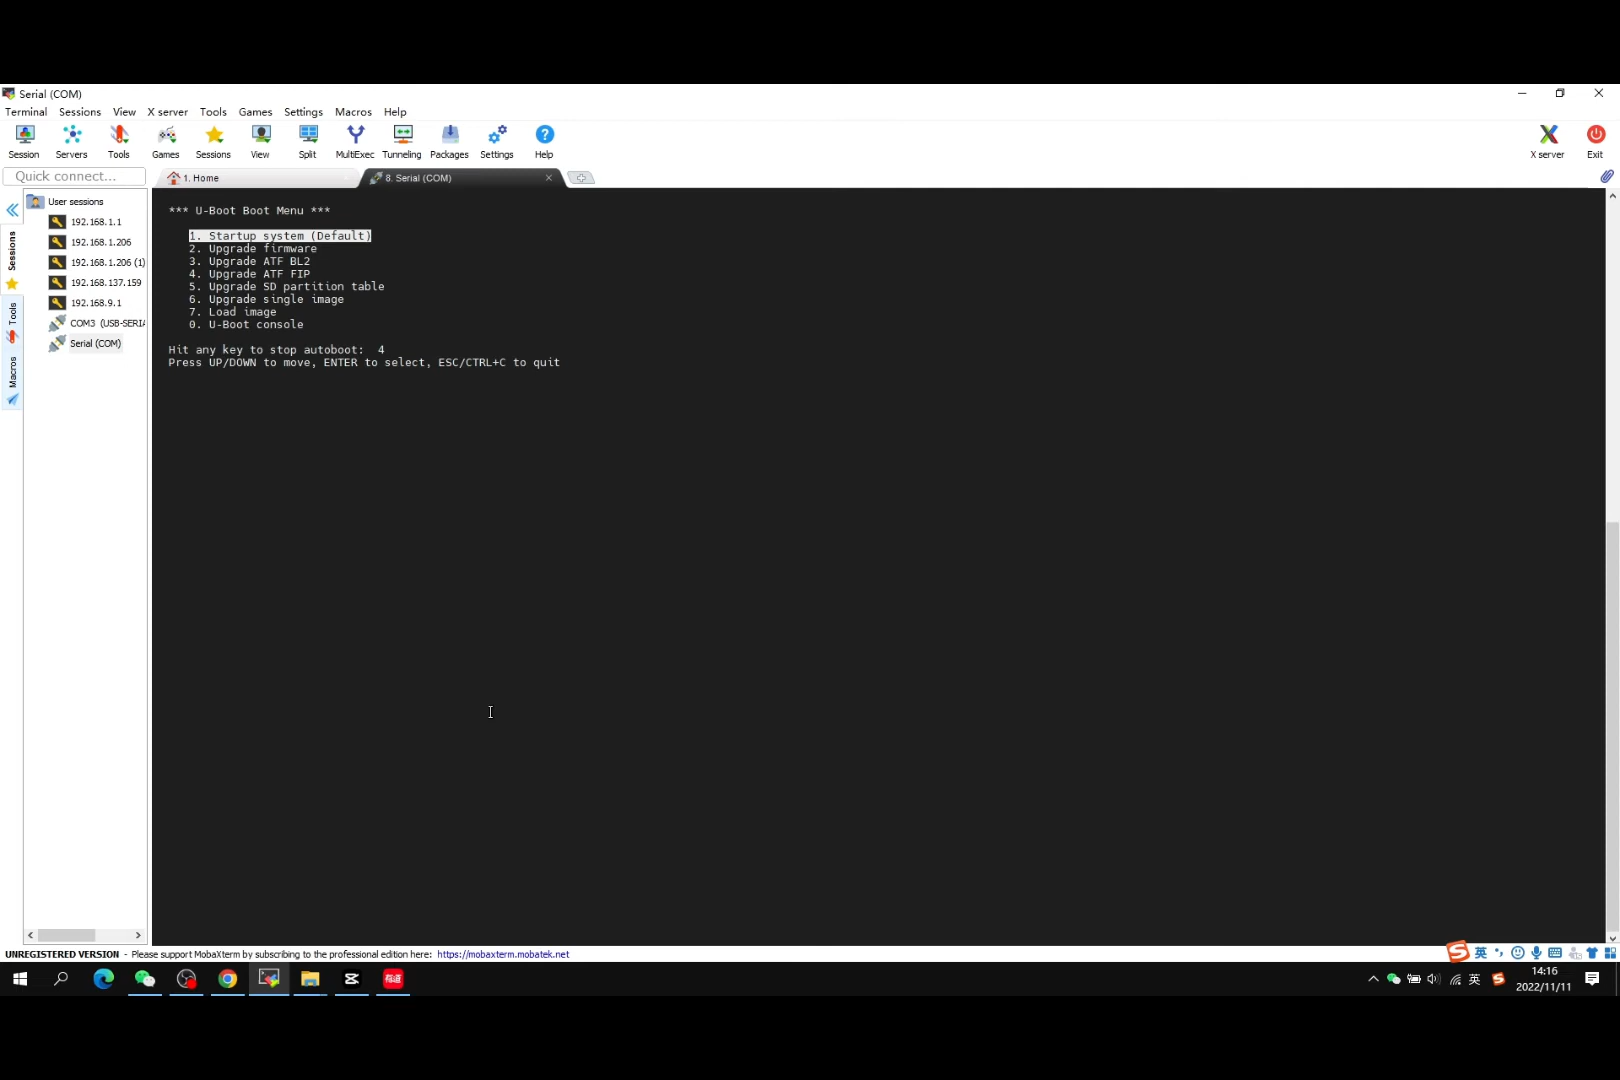 Serial (COM)
Terminal Sessions View X server Tools Games Settings Macros Help
Session Servers Tools Games Sessions View Split MultiExec Tunneling Packages Settings Help X server Exit
Quick connect...
1. Home
8. Serial (COM)
Sessions
Tools
Macros
User sessions
192.168.1.1
192.168.1.206
192.168.1.206 (1)
192.168.137.159
192.168.9.1
COM3 (USB-SERIA
Serial (COM)
*** U-Boot Boot Menu ***
1. Startup system (Default)
2. Upgrade firmware
3. Upgrade ATF BL2
4. Upgrade ATF FIP
5. Upgrade SD partition table
6. Upgrade single image
7. Load image
0. U-Boot console
Hit any key to stop autoboot: 4
Press UP/DOWN to move, ENTER to select, ESC/CTRL+C to quit
UNREGISTERED VERSION - Please support MobaXterm by subscribing to the professional edition here: https://mobaxterm.mobatek.net
英
有道
英
14:16
2022/11/11